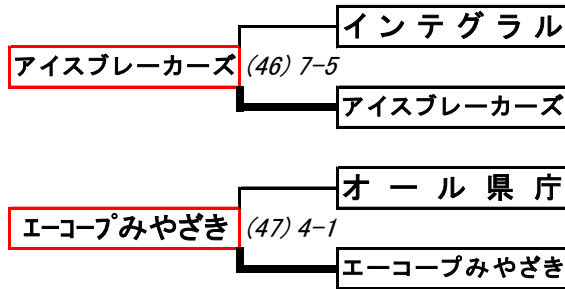 インテグラル
アイスブレーカーズ (46) 7-5
アイスブレーカーズ
オール県庁
エーコープみやざき (47) 4-1
エーコープみやざき